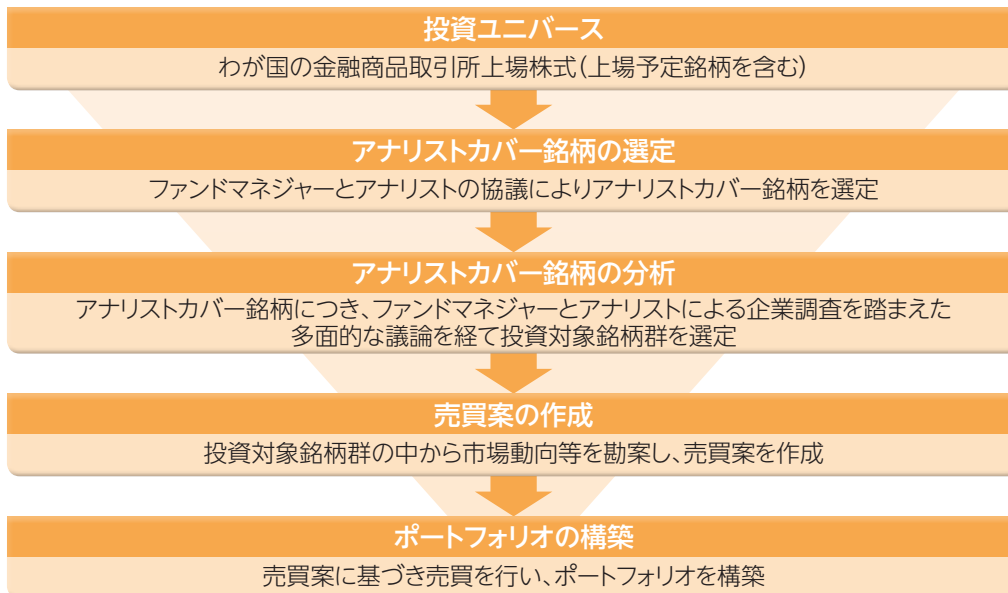 投資ユニバース
わが国の金融商品取引所上場株式(上場予定銘柄を含む)
アナリストカバー銘柄の選定
ファンドマネジャーとアナリストの協議によりアナリストカバー銘柄を選定
アナリストカバー銘柄の分析
アナリストカバー銘柄につき、ファンドマネジャーとアナリストによる企業調査を踏まえた
多面的な議論を経て投資対象銘柄群を選定
売買案の作成
投資対象銘柄群の中から市場動向等を勘案し、売買案を作成
ポートフォリオの構築
売買案に基づき売買を行い、ポートフォリオを構築